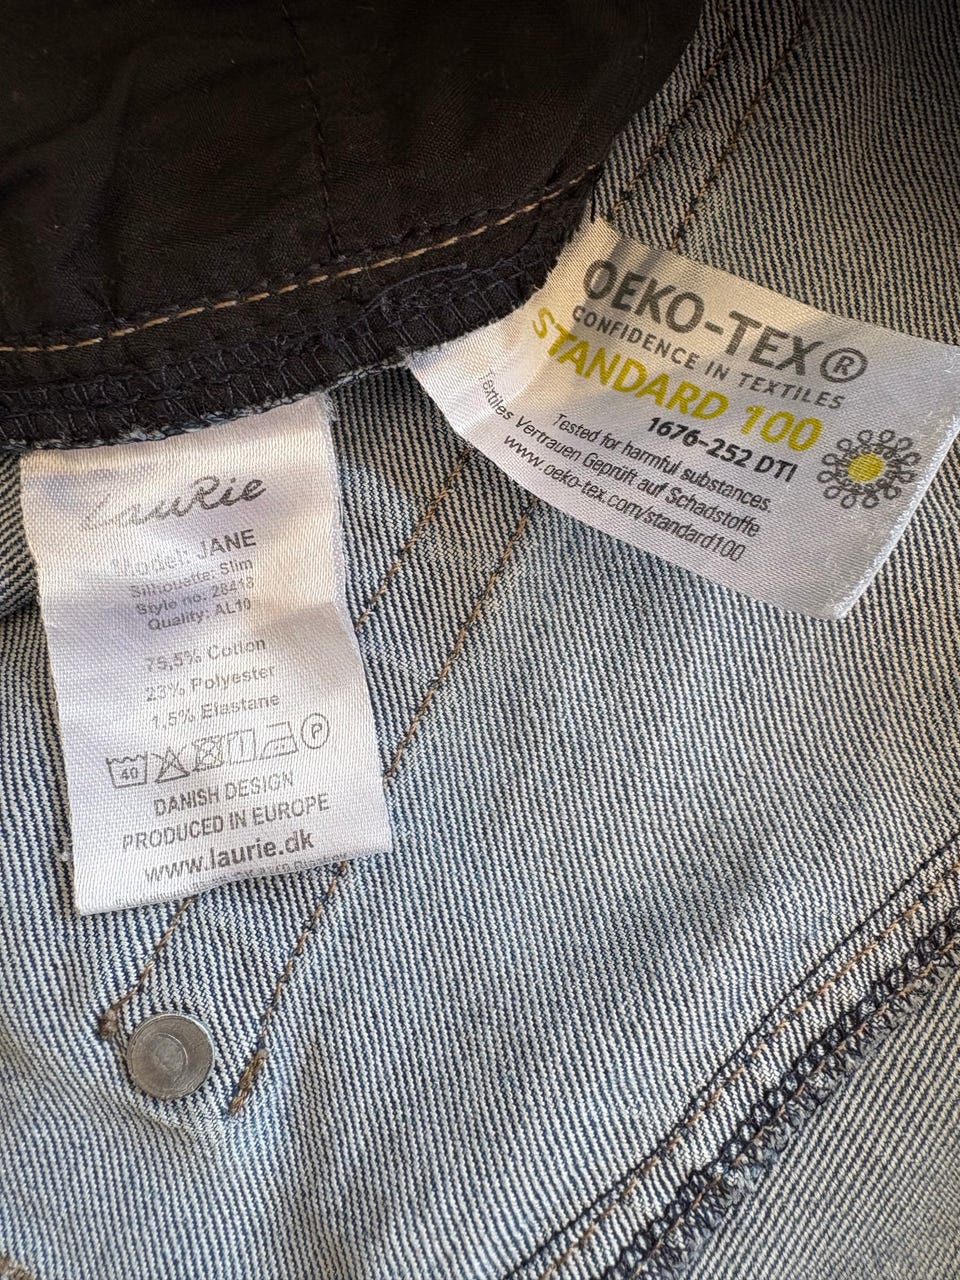 LauRie
Model: JANE
Silhouette: Slim
Style no. 28418
Quality: AL10
75,5% Cotton
23% Polyester
1,5% Elastane
40
P
DANISH DESIGN
PRODUCED IN EUROPE
www.laurie.dk
OEKO-TEX®
CONFIDENCE IN TEXTILES
STANDARD 100
1676-252 DTI
Tested for harmful substances.
Textiles Vertrauen Geprüft auf Schadstoffe
www.oeko-tex.com/standard100